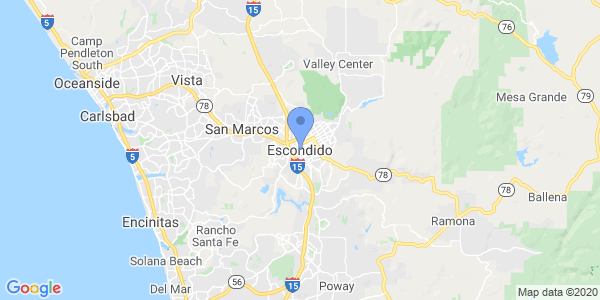 5
15
76
Camp
Pendleton
South
Valley Center
Oceanside
Vista
79
Mesa Grande
78
Carlsbad
San Marcos
5
Escondido
15
78
78
Ballena
Encinitas
Ramona
Rancho
Santa Fe
Solana Beach
56
15
Poway
Del Mar
5
Google
Map data ©2020